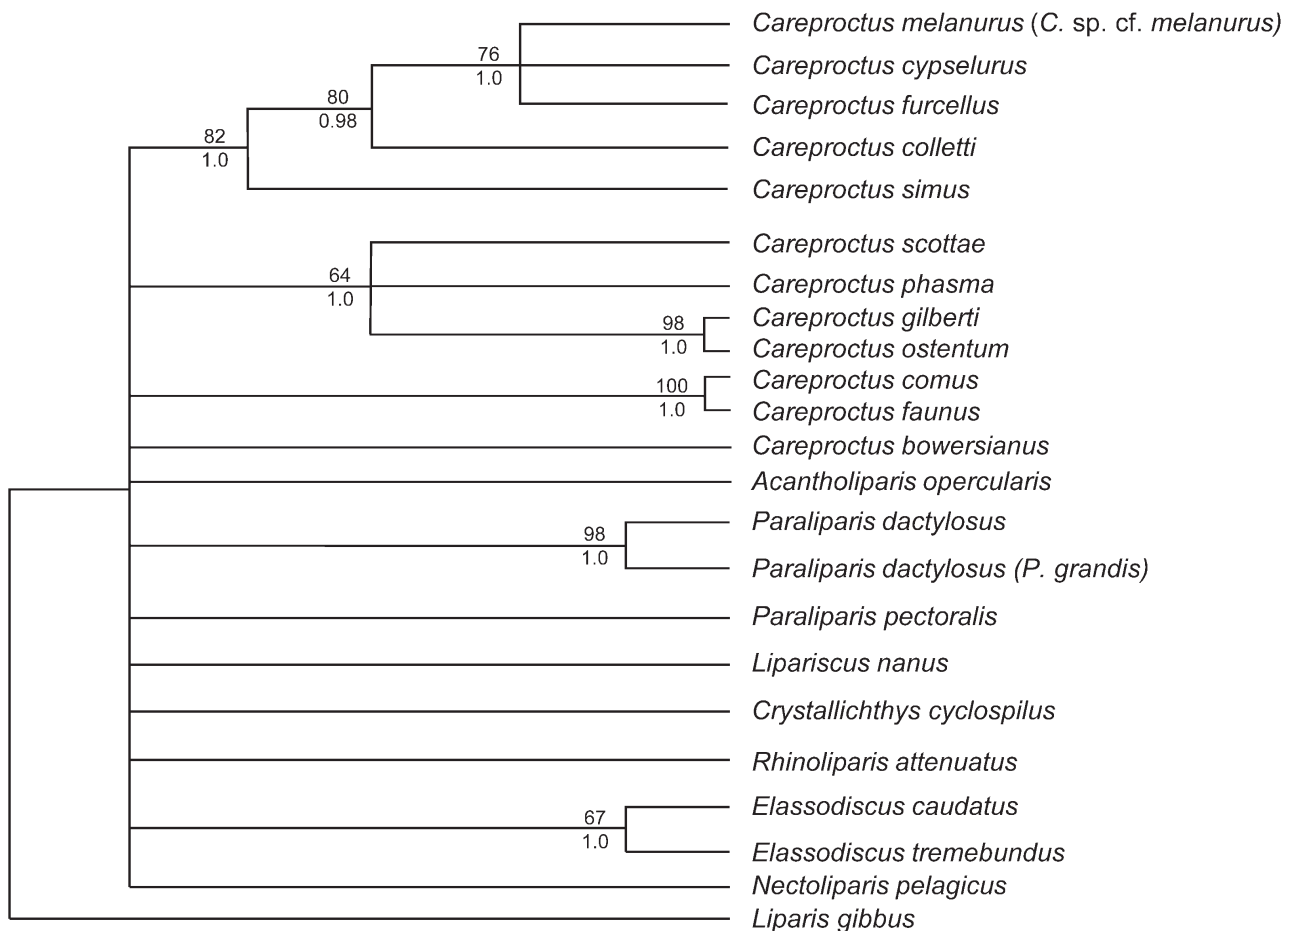 Careproctus melanurus (C. sp. cf. melanurus)
76
1.0
Careproctus cypselurus
80
0.98
Careproctus furcellus
82
1.0
Careproctus colletti
Careproctus simus
Careproctus scottae
64
1.0
Careproctus phasma
Careproctus gilberti
98
1.0
Careproctus ostentum
Careproctus comus
100
1.0
Careproctus faunus
Careproctus bowersianus
Acantholiparis opercularis
Paraliparis dactylosus
98
1.0
Paraliparis dactylosus (P. grandis)
Paraliparis pectoralis
Lipariscus nanus
Crystallichthys cyclospilus
Rhinoliparis attenuatus
Elassodiscus caudatus
67
1.0
Elassodiscus tremebundus
Nectoliparis pelagicus
Liparis gibbus